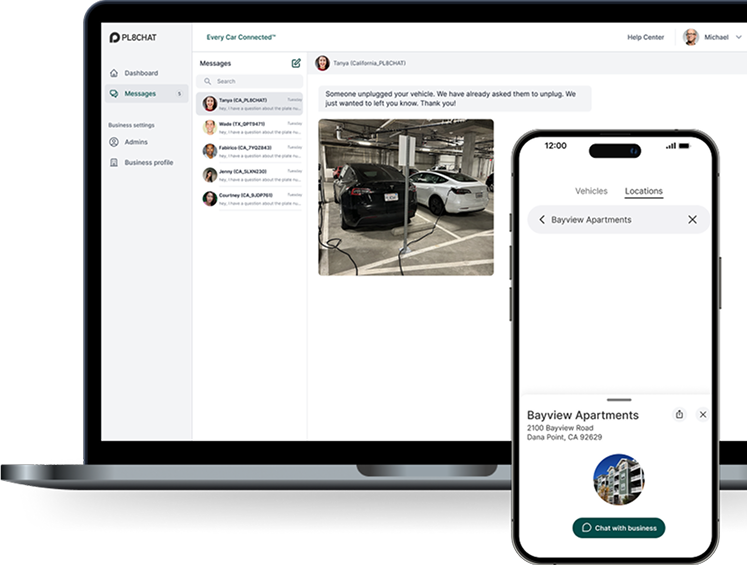 PL8CHAT
Every Car Connected™
Help Center
Michael
Dashboard
Messages 5
Business settings
Admins
Business profile
Messages
Search
Tanya (CA_PL8CHAT) Tuesday
Hey, I have a question about the plate nu...
Wade (TX_QPT9471) Tuesday
Hey, I have a question about the plate nu...
Fabirico (CA_7YQ2843) Tuesday
Hey, I have a question about the plate nu...
Jenny (CA_SLKN230) Tuesday
Hey, I have a question about the plate nu...
Courtney (CA_9JDP761) Tuesday
Hey, I have a question about the plate nu...
Tanya (California_PL8CHAT)
Someone unplugged your vehicle. We have already asked them to unplug. We
just wanted to left you know. Thank you!
12:00
Vehicles Locations
Bayview Apartments
Bayview Apartments
2100 Bayview Road
Dana Point, CA 92629
Chat with business